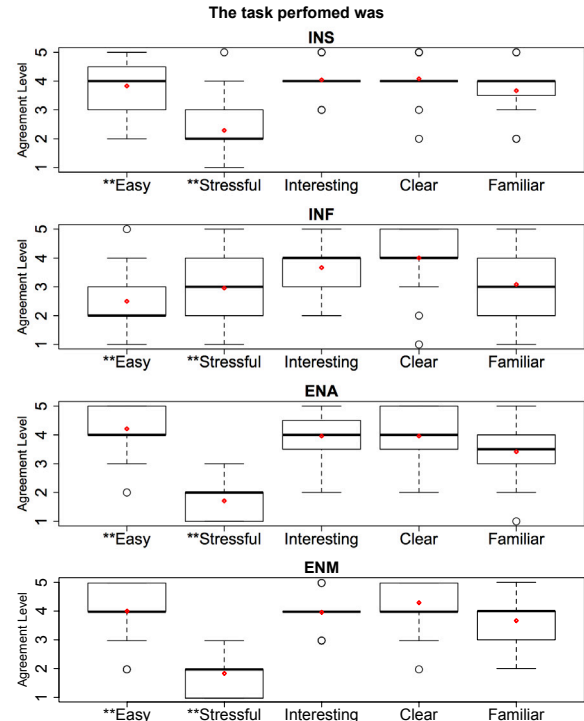 The task perfomed was
INS
Agreement Level
5
4
3
2
1
**Easy **Stressful Interesting Clear Familiar
INF
Agreement Level
5
4
3
2
1
**Easy **Stressful Interesting Clear Familiar
ENA
Agreement Level
5
4
3
2
1
**Easy **Stressful Interesting Clear Familiar
ENM
Agreement Level
5
4
3
2
1
**Easy **Stressful Interesting Clear Familiar